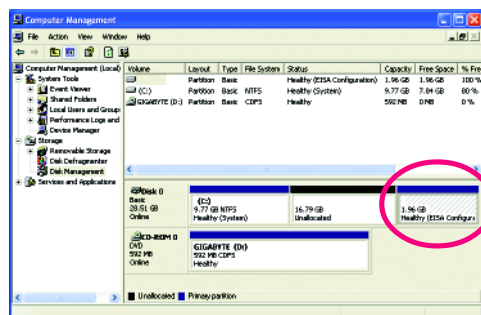 Computer Management
File Action View Window Help
Computer Management (Local)
System Tools
Event Viewer
Shared Folders
Local Users and Groups
Performance Logs and
Device Manager
Storage
Removable Storage
Disk Defragmenter
Disk Management
Services and Applications
Volume Layout Type File System Status Capacity Free Space % Fre
Partition Basic Healthy (EISA Configuration) 1.96 GB 1.96 GB 100 %
(C:) Partition Basic NTFS Healthy (System) 9.77 GB 7.84 GB 80 %
GIGABYTE (D:) Partition Basic CDFS Healthy 592 MB 0 MB 0 %
Disk 0
Basic
28.51 GB
Online
(C:)
9.77 GB NTFS
Healthy (System)
16.79 GB
Unallocated
1.96 GB
Healthy (EISA Configura
CD-ROM 0
DVD
592 MB
Online
GIGABYTE (D:)
592 MB CDFS
Healthy
Unallocated Primary partition